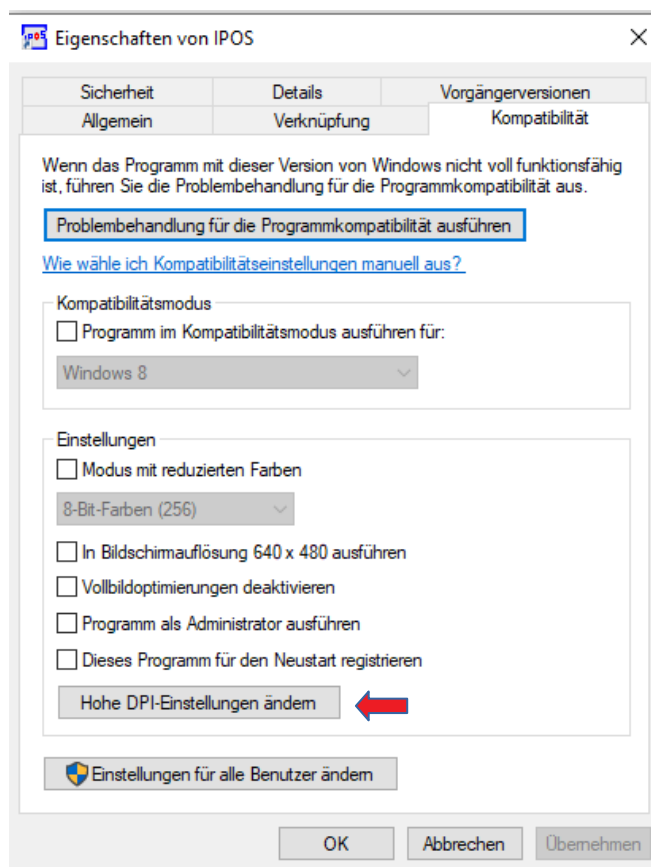 Eigenschaften von IPOS
Sicherheit Details Vorgängerversionen
Allgemein Verknüpfung Kompatibilität
Wenn das Programm mit dieser Version von Windows nicht voll funktionsfähig
ist, führen Sie die Problembehandlung für die Programmkompatibilität aus.
Problembehandlung für die Programmkompatibilität ausführen
Wie wähle ich Kompatibilitätseinstellungen manuell aus?
Kompatibilitätsmodus
Programm im Kompatibilitätsmodus ausführen für:
Windows 8
Einstellungen
Modus mit reduzierten Farben
8-Bit-Farben (256)
In Bildschirmauflösung 640 x 480 ausführen
Vollbildoptimierungen deaktivieren
Programm als Administrator ausführen
Dieses Programm für den Neustart registrieren
Hohe DPI-Einstellungen ändern
Einstellungen für alle Benutzer ändern
OK Abbrechen Übernehmen